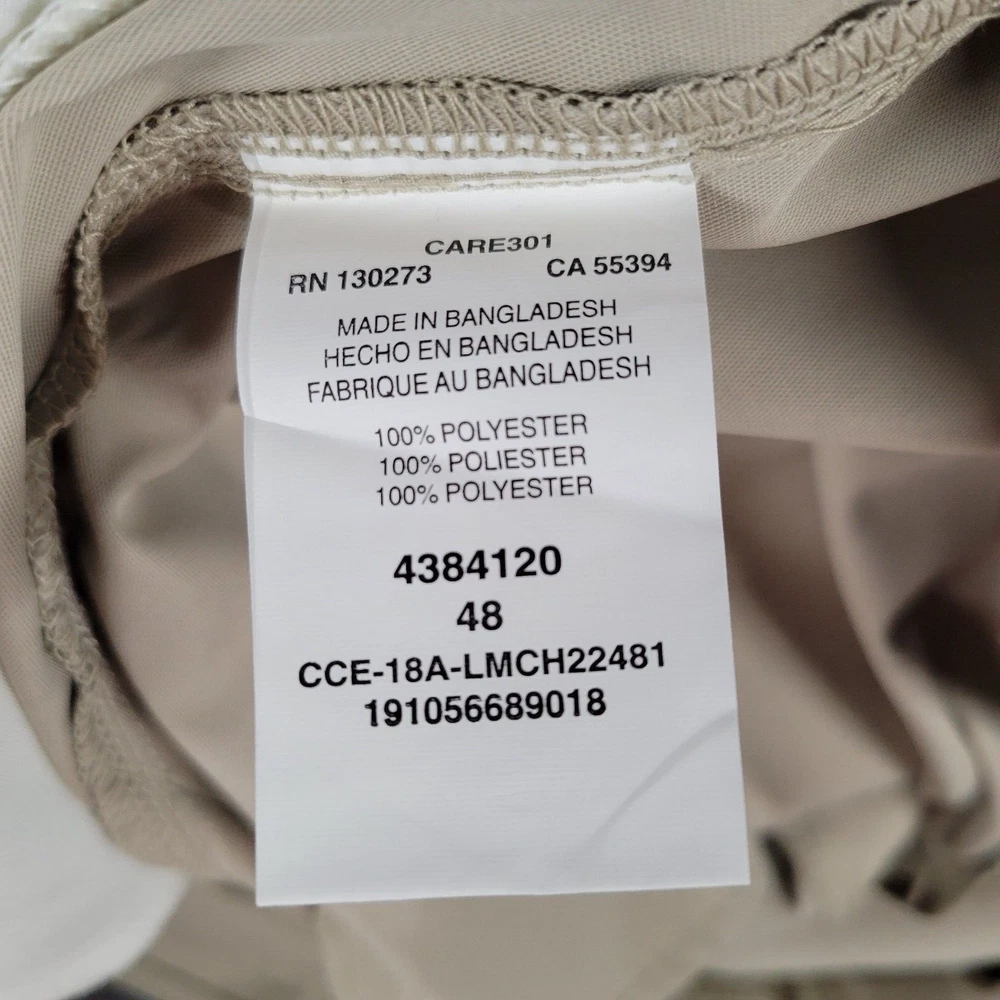 CARE301
RN 130273 CA 55394
MADE IN BANGLADESH
HECHO EN BANGLADESH
FABRIQUE AU BANGLADESH
100% POLYESTER
100% POLIESTER
100% POLYESTER
4384120
48
CCE-18A-LMCH22481
191056689018